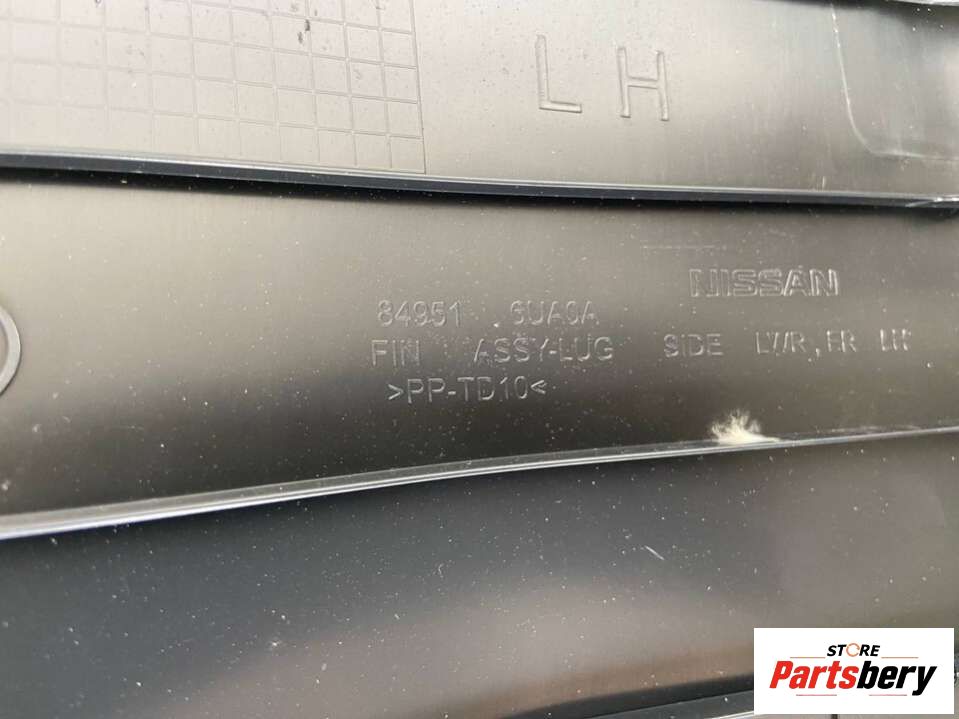 LH
NISSAN
84951 6UA0A
FIN ASSY-LUG SIDE LWR,RR LH
>PP-TD10<
STORE
Partsbery